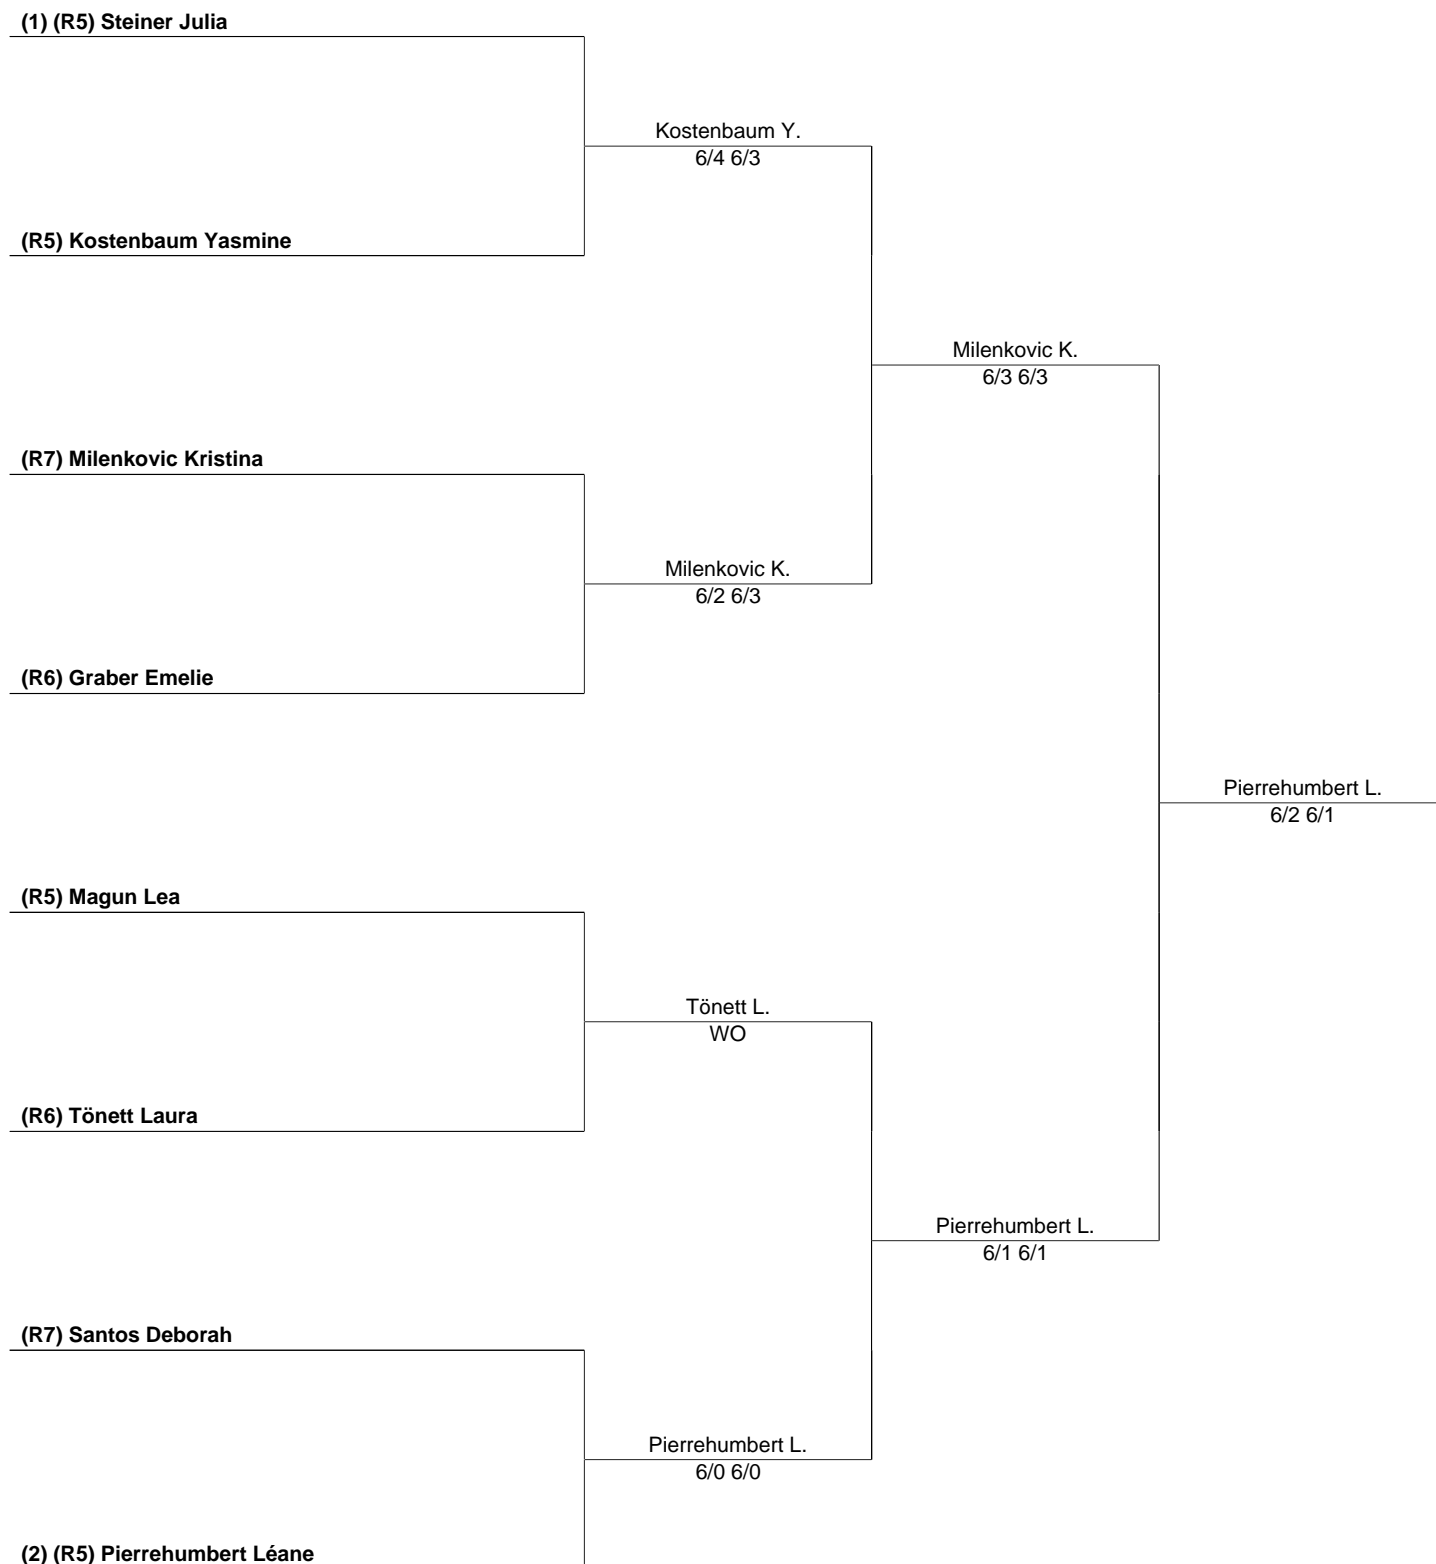 (1) (R5) Steiner Julia
Kostenbaum Y.
6/4 6/3
(R5) Kostenbaum Yasmine
Milenkovic K.
6/3 6/3
(R7) Milenkovic Kristina
Milenkovic K.
6/2 6/3
(R6) Graber Emelie
Pierrehumbert L.
6/2 6/1
(R5) Magun Lea
Tönett L.
WO
(R6) Tönett Laura
Pierrehumbert L.
6/1 6/1
(R7) Santos Deborah
Pierrehumbert L.
6/0 6/0
(2) (R5) Pierrehumbert Léane